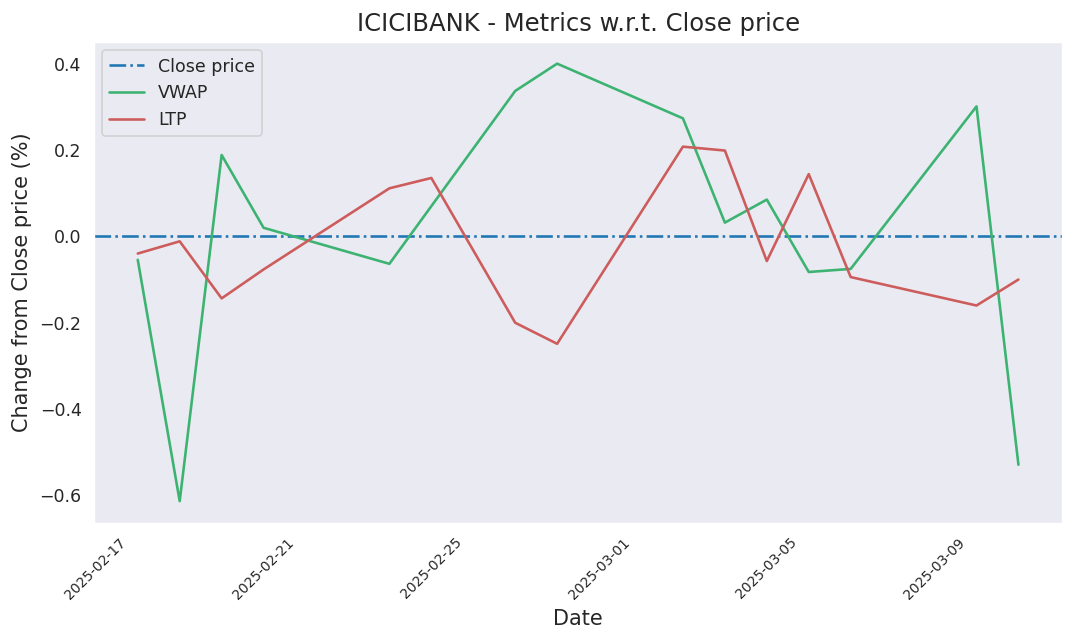 ICICIBANK - Metrics w.r.t. Close price
Close price
VWAP
LTP
Change from Close price (%)
0.4
0.2
0.0
−0.2
−0.4
−0.6
2025-02-17
2025-02-21
2025-02-25
2025-03-01
2025-03-05
2025-03-09
Date